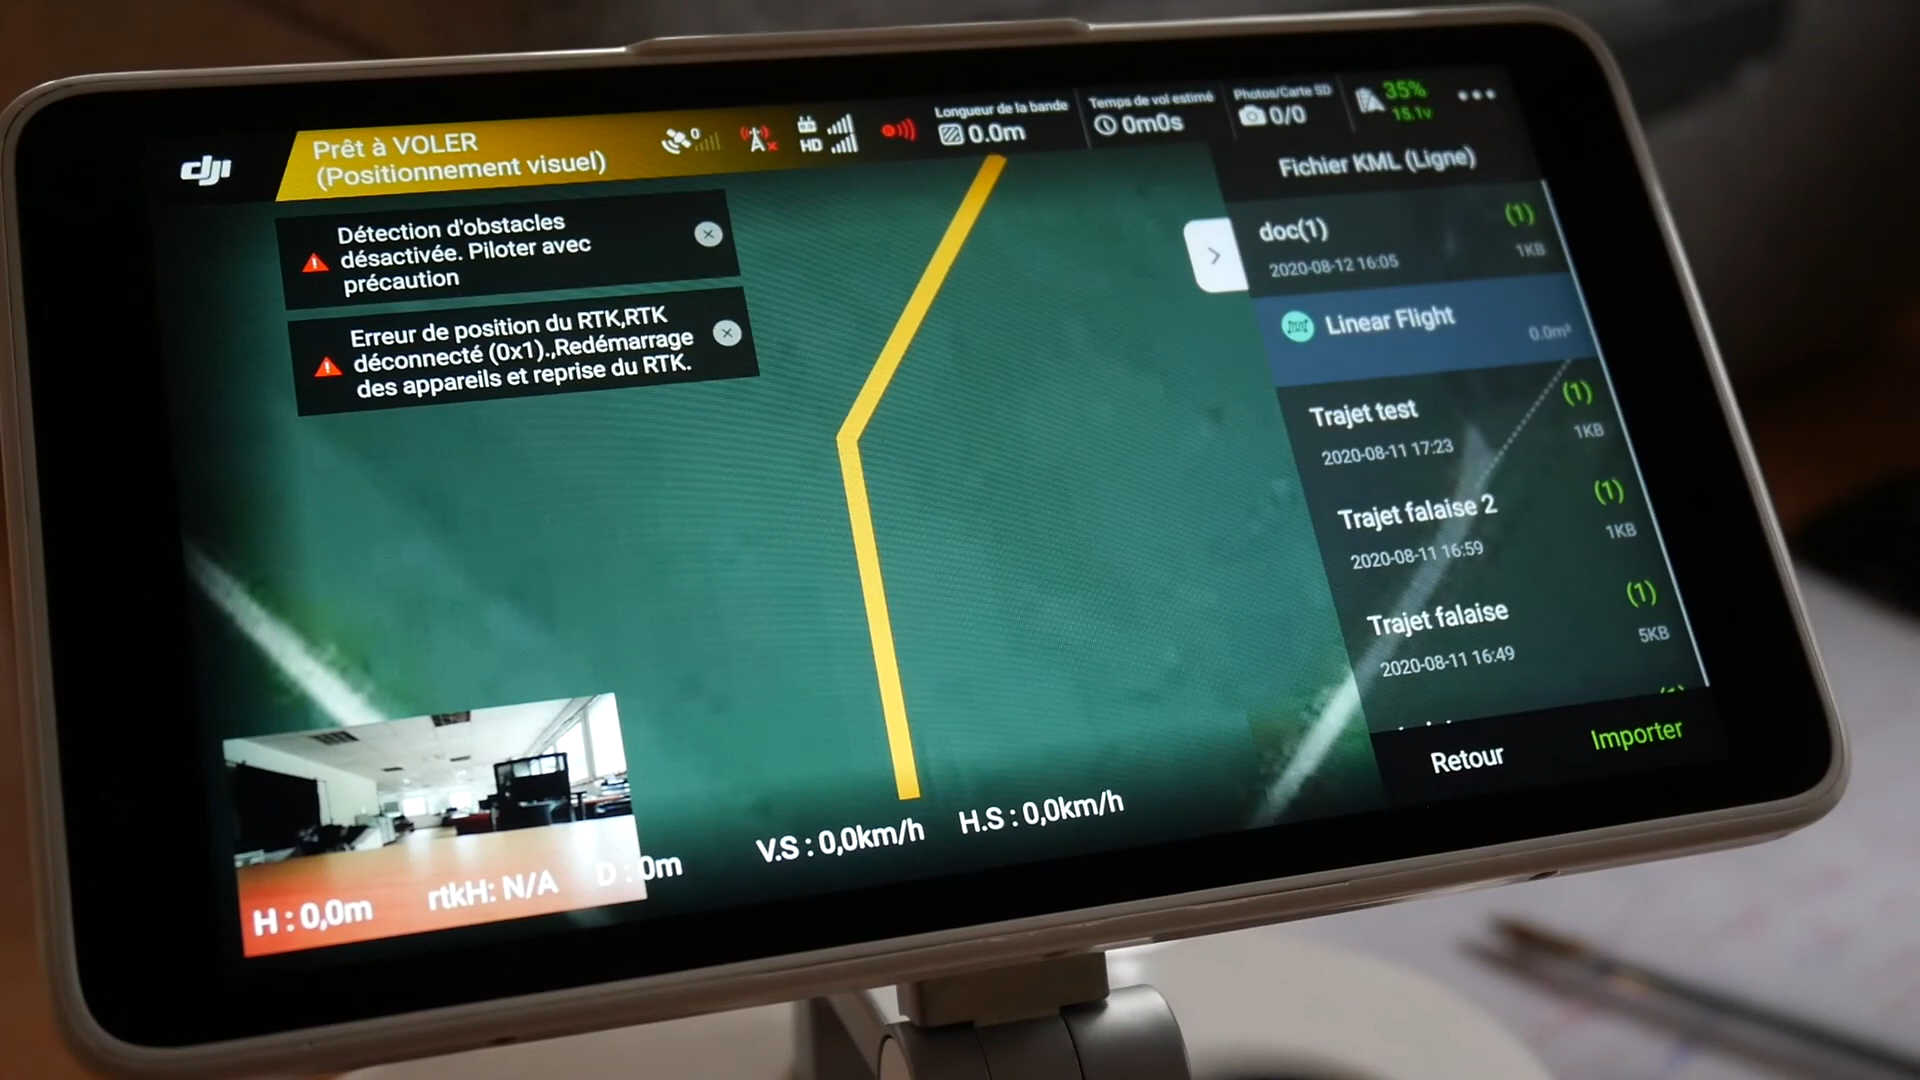 dji
Prêt à VOLER
(Positionnement visuel)
0
HD
Longueur de la bande
0.0m
Temps de vol estimé
0m0s
Photos/Carte SD
0/0
35%
15.1v
Détection d'obstacles
désactivée. Piloter avec
précaution
Erreur de position du RTK,RTK
déconnecté (0x1).,Redémarrage
des appareils et reprise du RTK.
Fichier KML (Ligne)
doc(1)
(1)
2020-08-12 16:05
1KB
Linear Flight
0.0m²
Trajet test
(1)
2020-08-11 17:23
1KB
Trajet falaise 2
(1)
2020-08-11 16:59
1KB
Trajet falaise
(1)
2020-08-11 16:49
5KB
Retour
Importer
H : 0,0m
rtkH: N/A
D : 0m
V.S : 0,0km/h
H.S : 0,0km/h